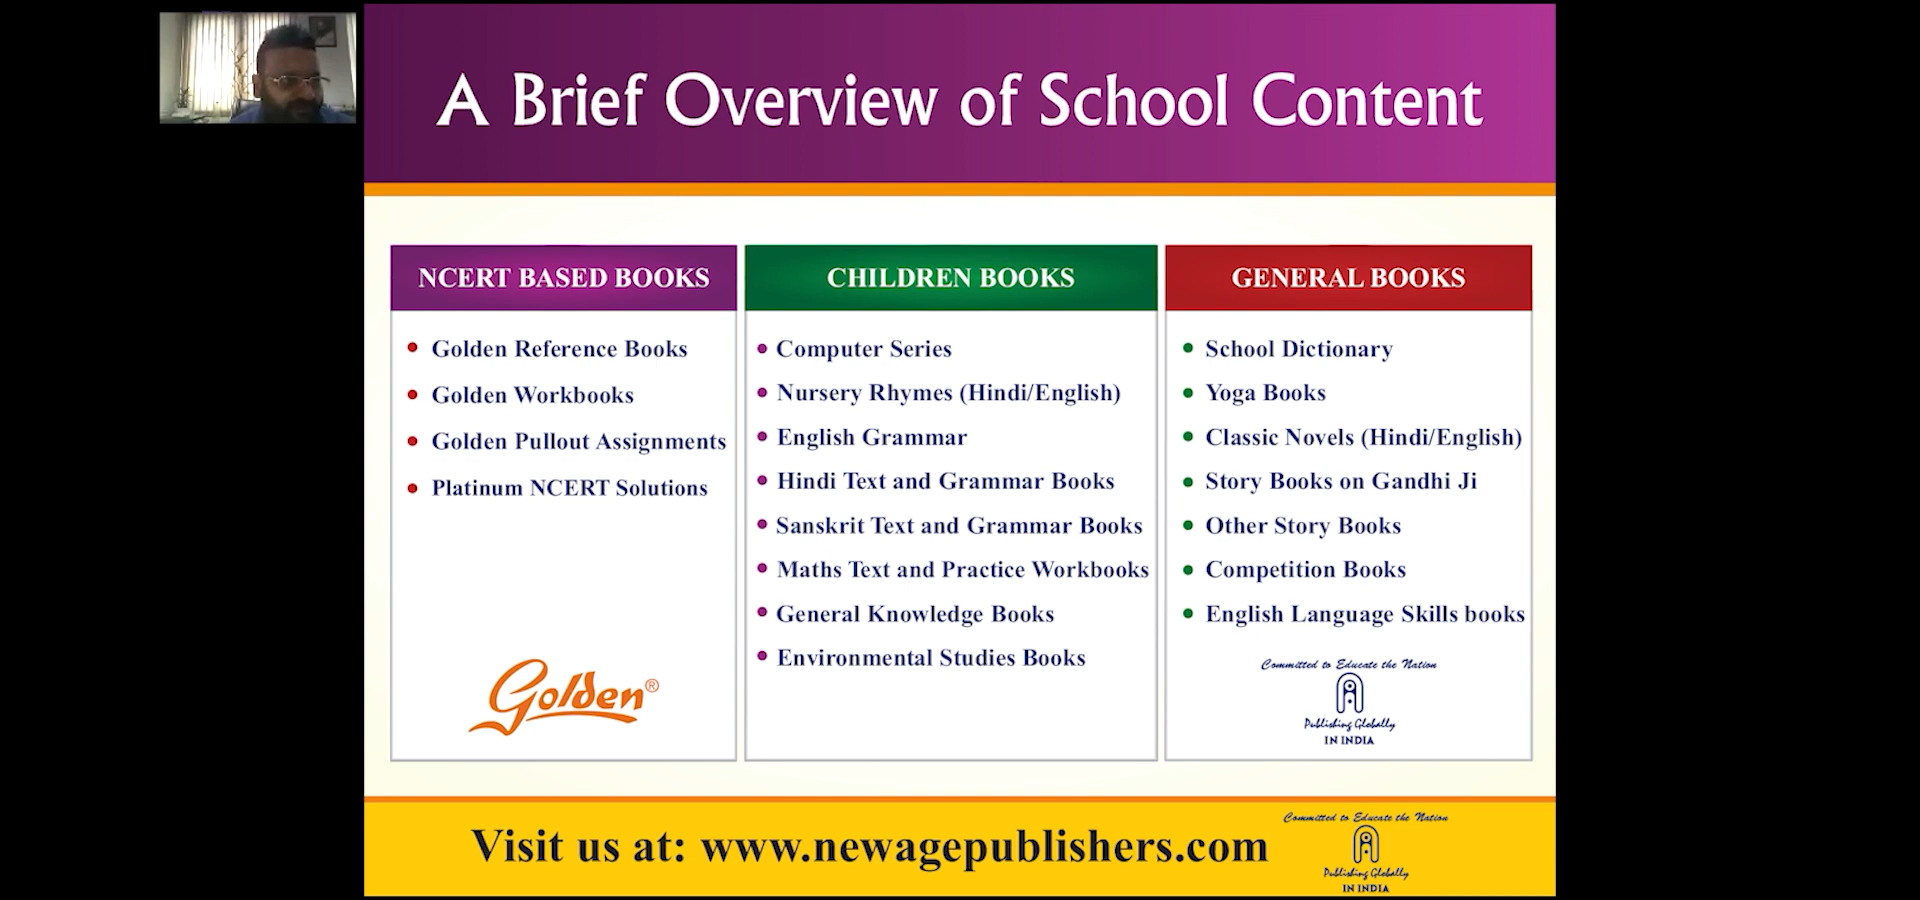 A Brief Overview of School Content
NCERT BASED BOOKS
Golden Reference Books
Golden Workbooks
Golden Pullout Assignments
Platinum NCERT Solutions
Golden®
CHILDREN BOOKS
Computer Series
Nursery Rhymes (Hindi/English)
English Grammar
Hindi Text and Grammar Books
Sanskrit Text and Grammar Books
Maths Text and Practice Workbooks
General Knowledge Books
Environmental Studies Books
GENERAL BOOKS
School Dictionary
Yoga Books
Classic Novels (Hindi/English)
Story Books on Gandhi Ji
Other Story Books
Competition Books
English Language Skills books
Committed to Educate the Nation
Publishing Globally
IN INDIA
Visit us at: www.newagepublishers.com
Committed to Educate the Nation
Publishing Globally
IN INDIA